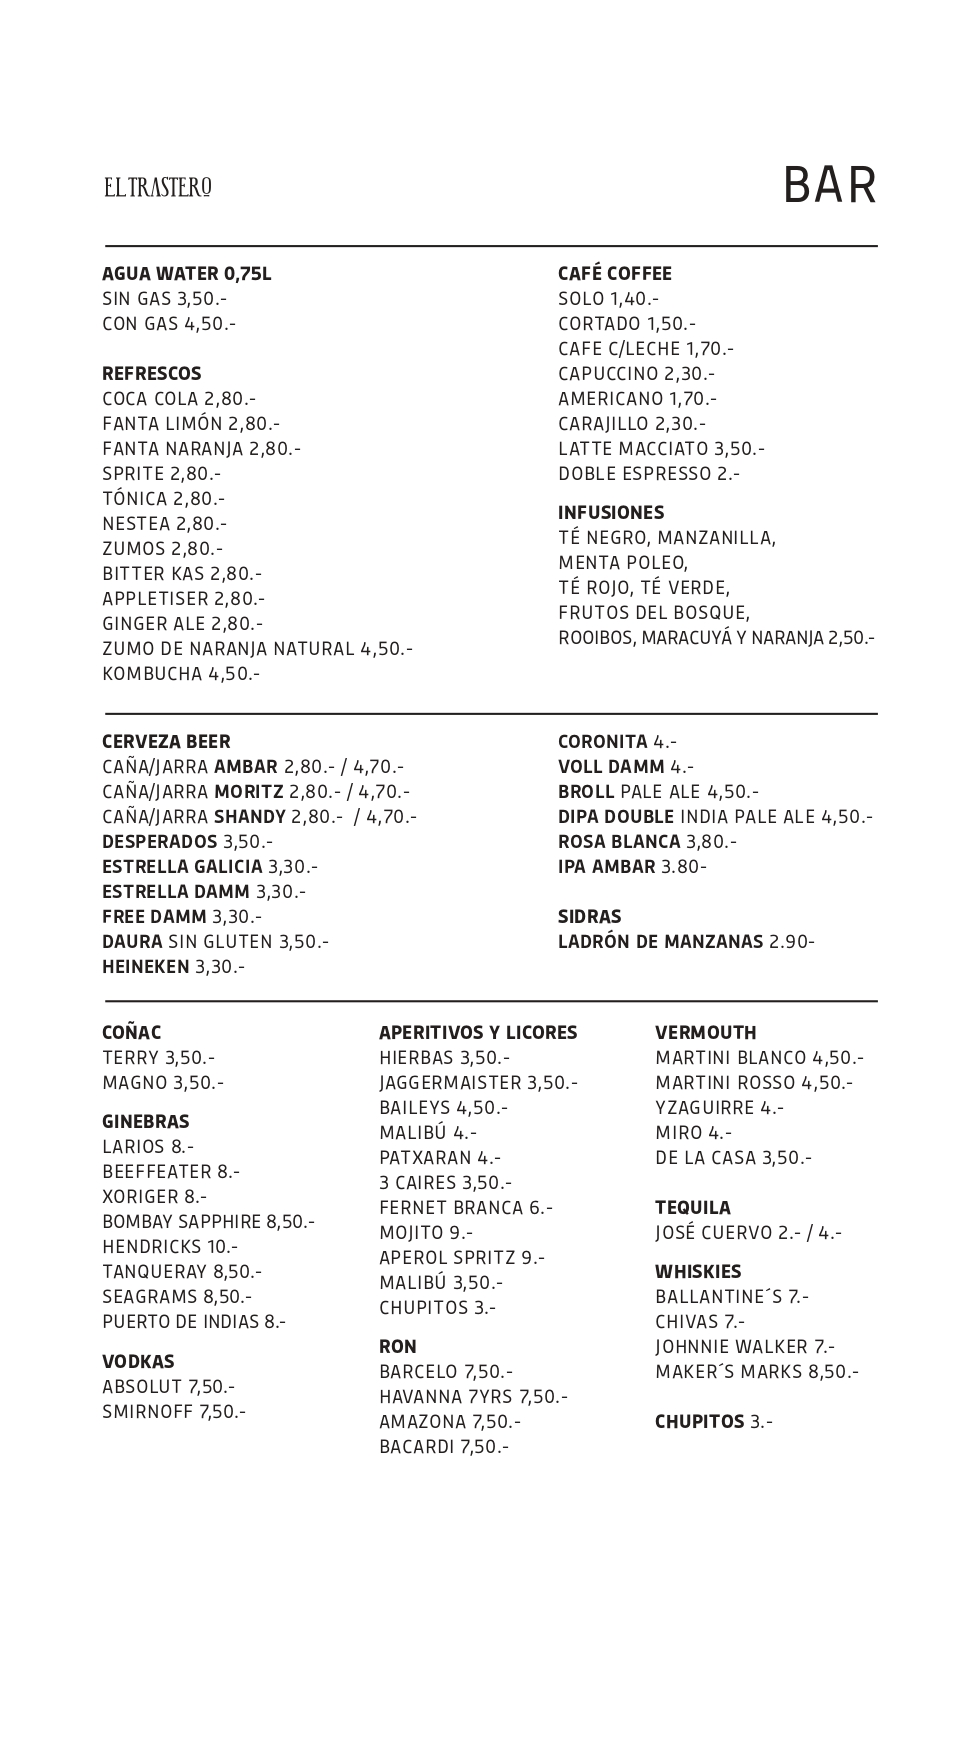 EL TRASTERO
BAR
AGUA WATER 0,75L
SIN GAS 3,50.-
CON GAS 4,50.-
REFRESCOS
COCA COLA 2,80.-
FANTA LIMÓN 2,80.-
FANTA NARANJA 2,80.-
SPRITE 2,80.-
TÓNICA 2,80.-
NESTEA 2,80.-
ZUMOS 2,80.-
BITTER KAS 2,80.-
APPLETISER 2,80.-
GINGER ALE 2,80.-
ZUMO DE NARANJA NATURAL 4,50.-
KOMBUCHA 4,50.-
CAFÉ COFFEE
SOLO 1,40.-
CORTADO 1,50.-
CAFE C/LECHE 1,70.-
CAPUCCINO 2,30.-
AMERICANO 1,70.-
CARAJILLO 2,30.-
LATTE MACCIATO 3,50.-
DOBLE ESPRESSO 2.-
INFUSIONES
TÉ NEGRO, MANZANILLA,
MENTA POLEO,
TÉ ROJO, TÉ VERDE,
FRUTOS DEL BOSQUE,
ROOIBOS, MARACUYÁ Y NARANJA 2,50.-
CERVEZA BEER
CAÑA/JARRA AMBAR 2,80.- / 4,70.-
CAÑA/JARRA MORITZ 2,80.- / 4,70.-
CAÑA/JARRA SHANDY 2,80.- / 4,70.-
DESPERADOS 3,50.-
ESTRELLA GALICIA 3,30.-
ESTRELLA DAMM 3,30.-
FREE DAMM 3,30.-
DAURA SIN GLUTEN 3,50.-
HEINEKEN 3,30.-
CORONITA 4.-
VOLL DAMM 4.-
BROLL PALE ALE 4,50.-
DIPA DOUBLE INDIA PALE ALE 4,50.-
ROSA BLANCA 3,80.-
IPA AMBAR 3.80-
SIDRAS
LADRÓN DE MANZANAS 2.90-
COÑAC
TERRY 3,50.-
MAGNO 3,50.-
GINEBRAS
LARIOS 8.-
BEEFFEATER 8.-
XORIGER 8.-
BOMBAY SAPPHIRE 8,50.-
HENDRICKS 10.-
TANQUERAY 8,50.-
SEAGRAMS 8,50.-
PUERTO DE INDIAS 8.-
VODKAS
ABSOLUT 7,50.-
SMIRNOFF 7,50.-
APERITIVOS Y LICORES
HIERBAS 3,50.-
JAGGERMAISTER 3,50.-
BAILEYS 4,50.-
MALIBÚ 4.-
PATXARAN 4.-
3 CAIRES 3,50.-
FERNET BRANCA 6.-
MOJITO 9.-
APEROL SPRITZ 9.-
MALIBÚ 3,50.-
CHUPITOS 3.-
RON
BARCELO 7,50.-
HAVANNA 7YRS 7,50.-
AMAZONA 7,50.-
BACARDI 7,50.-
VERMOUTH
MARTINI BLANCO 4,50.-
MARTINI ROSSO 4,50.-
YZAGUIRRE 4.-
MIRO 4.-
DE LA CASA 3,50.-
TEQUILA
JOSÉ CUERVO 2.- / 4.-
WHISKIES
BALLANTINE´S 7.-
CHIVAS 7.-
JOHNNIE WALKER 7.-
MAKER´S MARKS 8,50.-
CHUPITOS 3.-